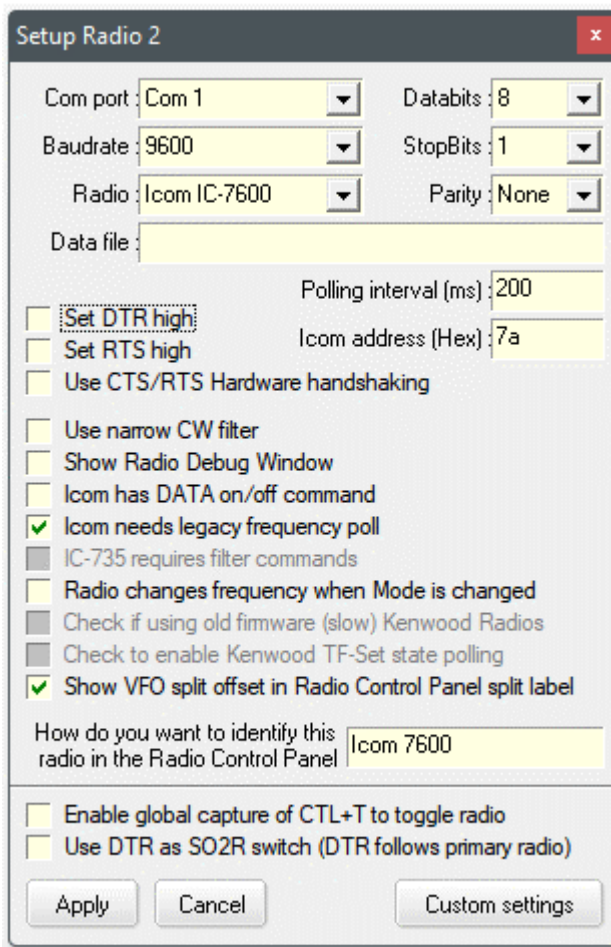 Setup Radio 2 x
Com port : Com 1 Databits : 8
Baudrate : 9600 StopBits : 1
Radio : Icom IC-7600 Parity : None
Data file :
Polling interval (ms) : 200
Set DTR high
Icom address (Hex) : 7a
Set RTS high
Use CTS/RTS Hardware handshaking
Use narrow CW filter
Show Radio Debug Window
Icom has DATA on/off command
Icom needs legacy frequency poll
IC-735 requires filter commands
Radio changes frequency when Mode is changed
Check if using old firmware (slow) Kenwood Radios
Check to enable Kenwood TF-Set state polling
Show VFO split offset in Radio Control Panel split label
How do you want to identify this
radio in the Radio Control Panel Icom 7600
Enable global capture of CTL+T to toggle radio
Use DTR as SO2R switch (DTR follows primary radio)
Apply Cancel Custom settings